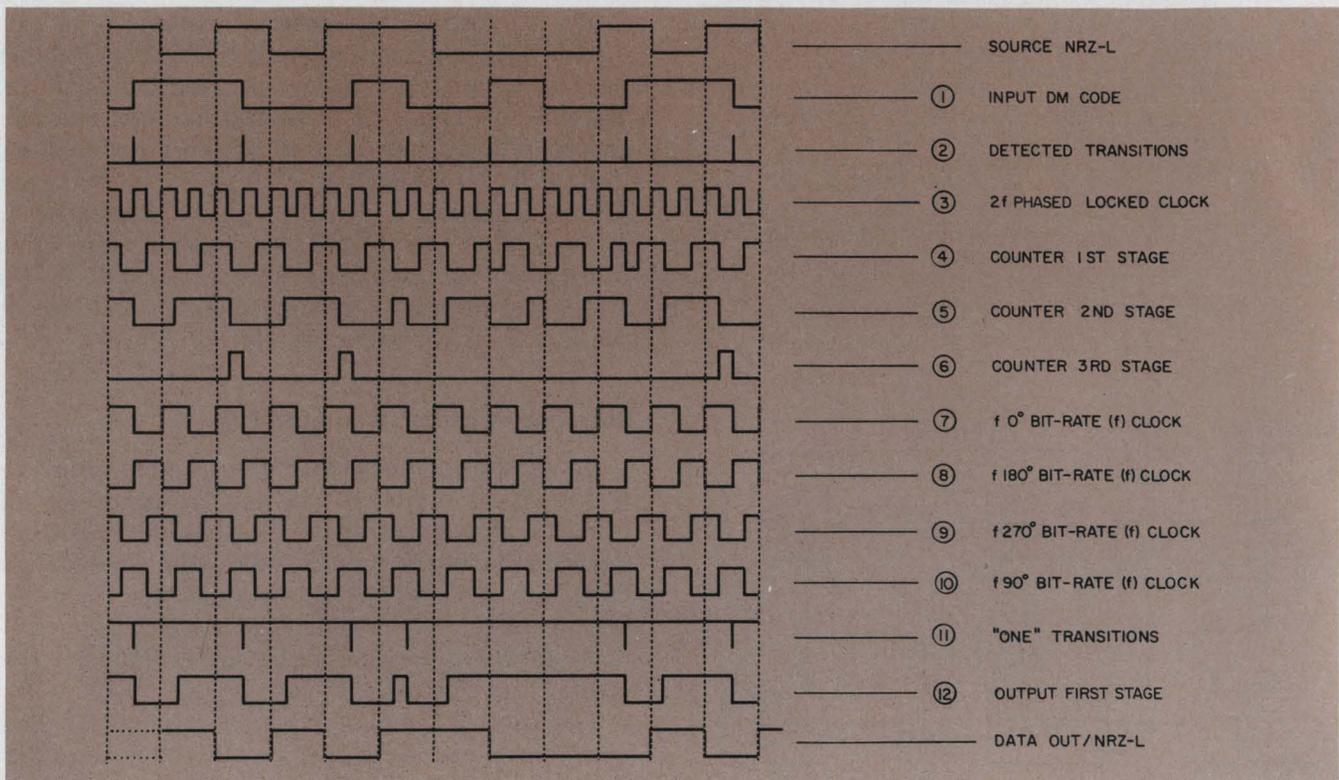 SOURCE NRZ-L
① INPUT DM CODE
② DETECTED TRANSITIONS
③ 2f PHASED LOCKED CLOCK
④ COUNTER 1 ST STAGE
⑤ COUNTER 2ND STAGE
⑥ COUNTER 3RD STAGE
⑦ f 0° BIT-RATE (f) CLOCK
⑧ f 180° BIT-RATE (f) CLOCK
⑨ f 270° BIT-RATE (f) CLOCK
⑩ f 90° BIT-RATE (f) CLOCK
⑪ "ONE" TRANSITIONS
⑫ OUTPUT FIRST STAGE
DATA OUT/NRZ-L